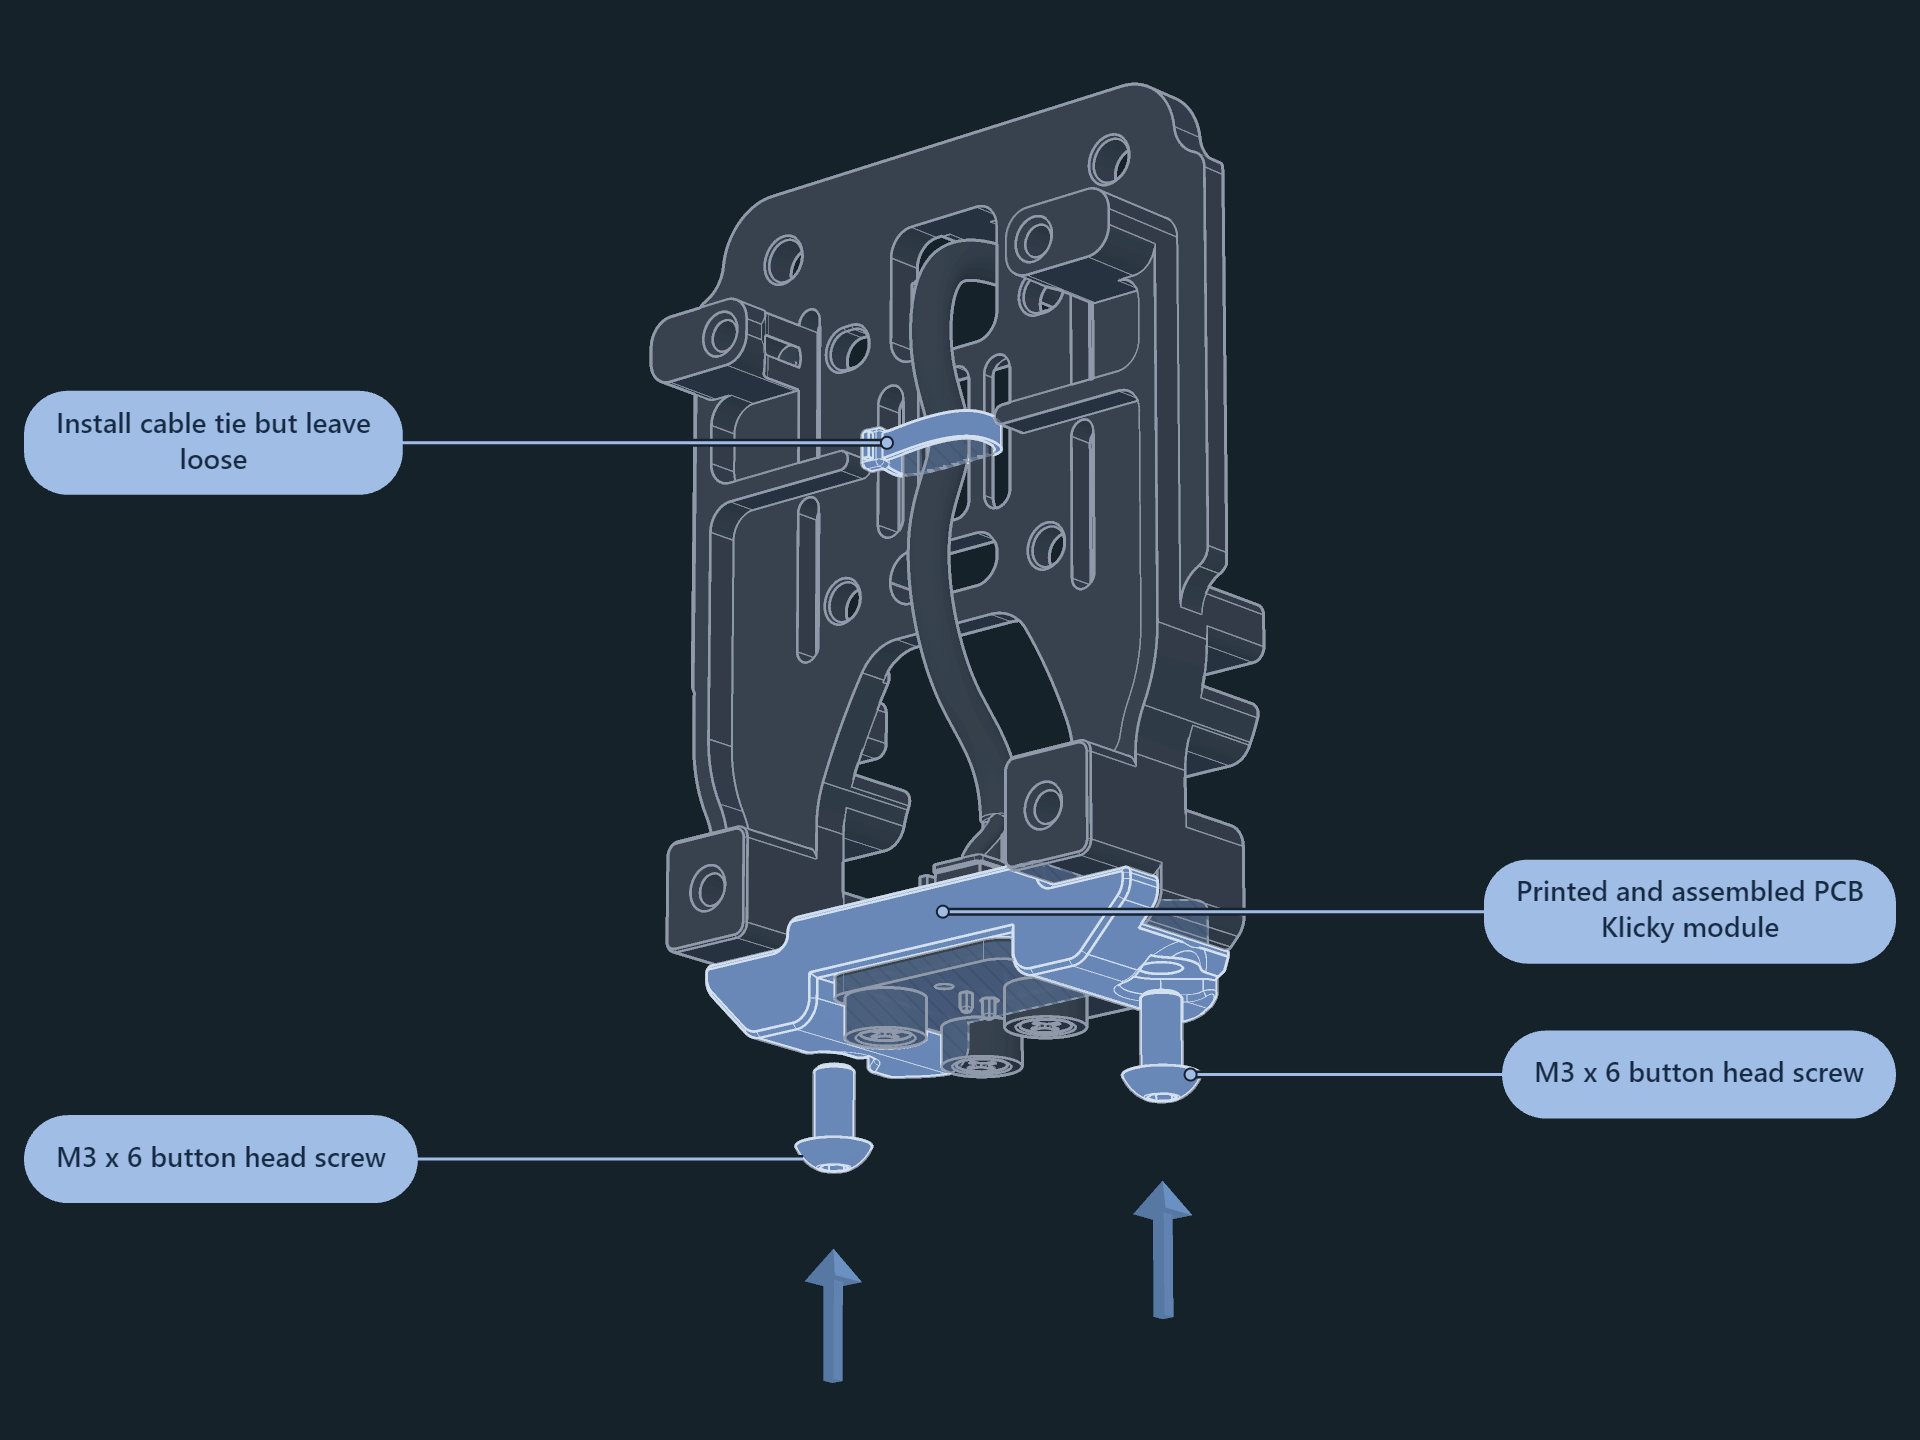 Install cable tie but leave
loose
Printed and assembled PCB
Klicky module
M3 x 6 button head screw
M3 x 6 button head screw